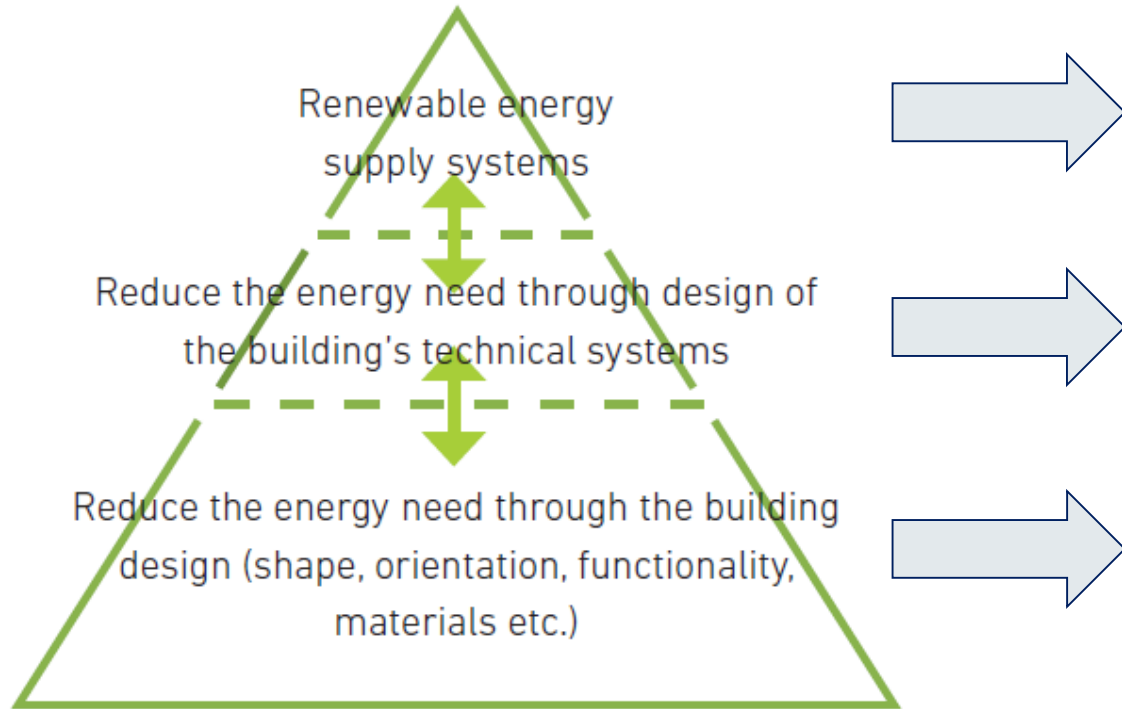 Renewable energy
supply systems
Reduce the energy need through design of
the building's technical systems
Reduce the energy need through the building
design (shape, orientation, functionality,
materials etc.)